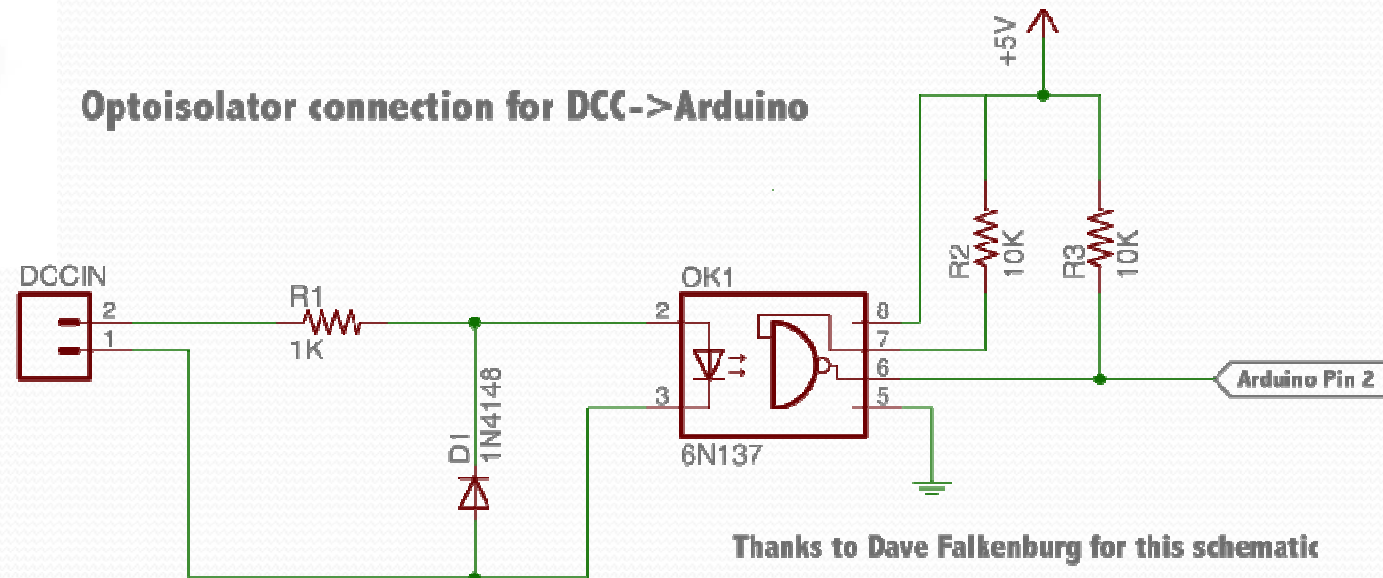 +5V
Optoisolator connection for DCC->Arduino
R2
10K
R3
10K
DCCIN
R1
OK1
2
1
1K
2
3
8
7
6
5
Arduino Pin 2
D1
1N4148
6N137
Thanks to Dave Falkenburg for this schematic